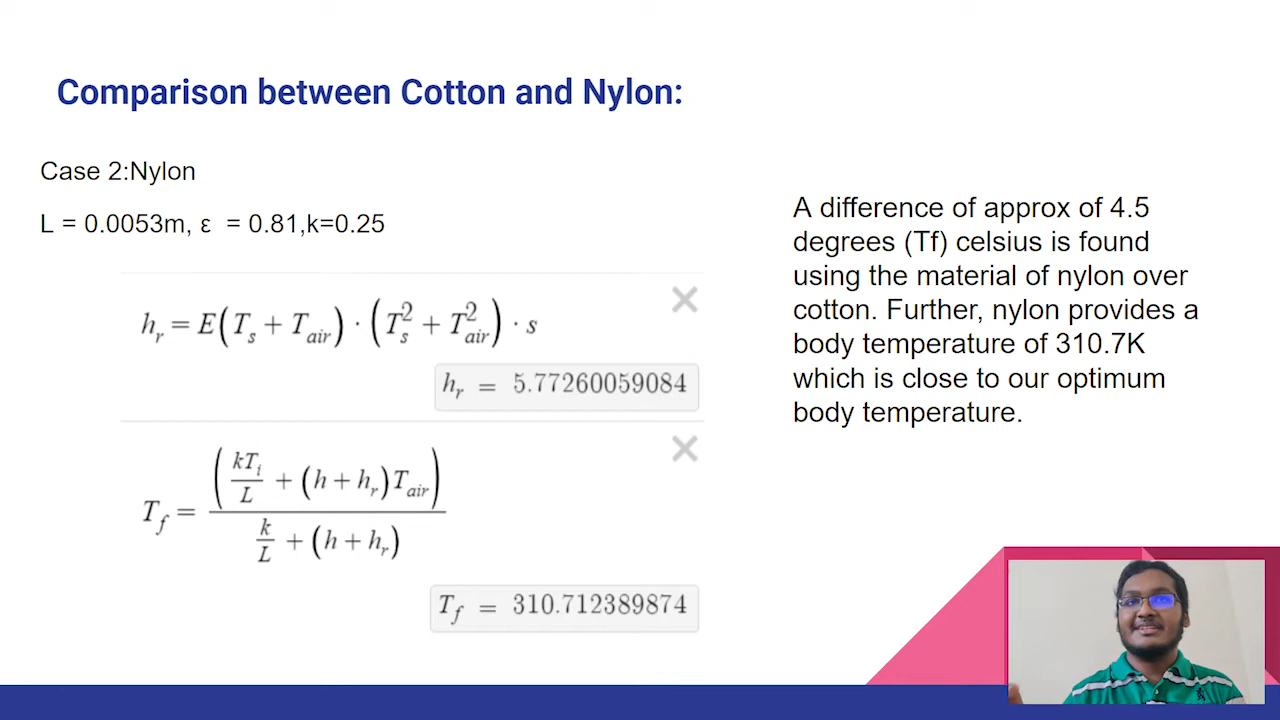 Comparison between Cotton and Nylon:
Case 2:Nylon
L = 0.0053m, ε = 0.81,k=0.25
h_r = E(T_s + T_air) · (T_s^2 + T_air^2) · s
h_r = 5.77260059084
T_f = (kT_i/L + (h + h_r)T_air) / (k/L + (h + h_r))
T_f = 310.712389874
A difference of approx of 4.5
degrees (Tf) celsius is found
using the material of nylon over
cotton. Further, nylon provides a
body temperature of 310.7K
which is close to our optimum
body temperature.